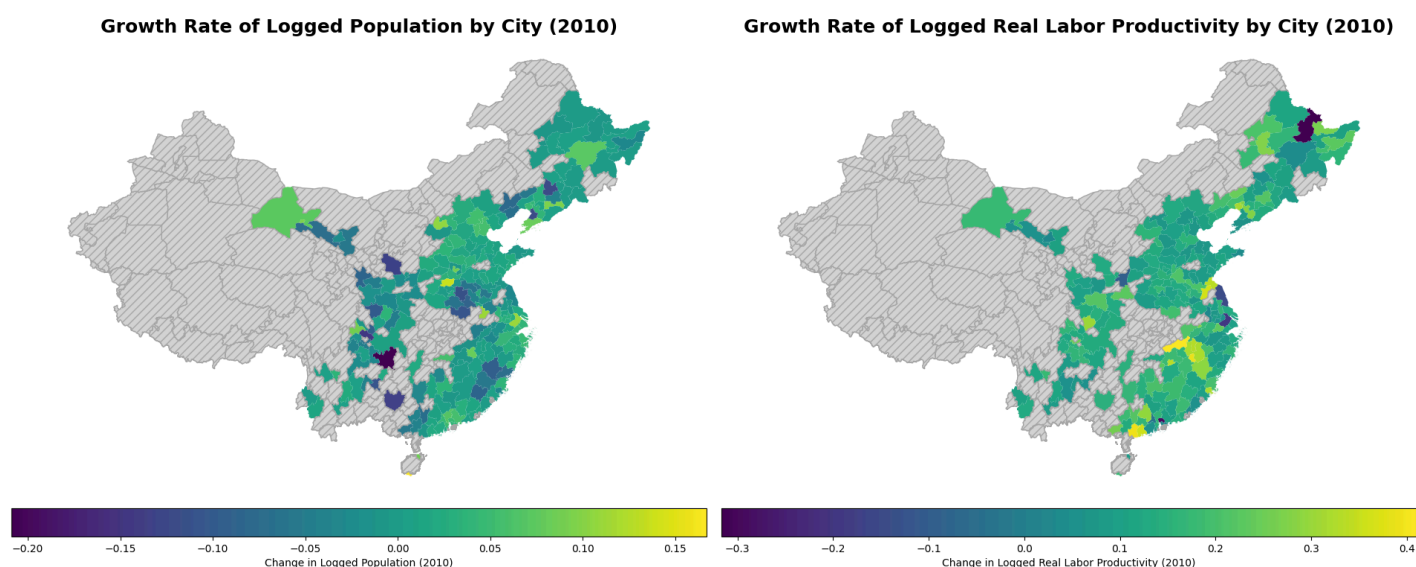 Growth Rate of Logged Population by City (2010)
Growth Rate of Logged Real Labor Productivity by City (2010)
−0.20 −0.15 −0.10 −0.05 0.00 0.05 0.10 0.15
Change in Logged Population (2010)
−0.3 −0.2 −0.1 0.0 0.1 0.2 0.3 0.4
Change in Logged Real Labor Productivity (2010)